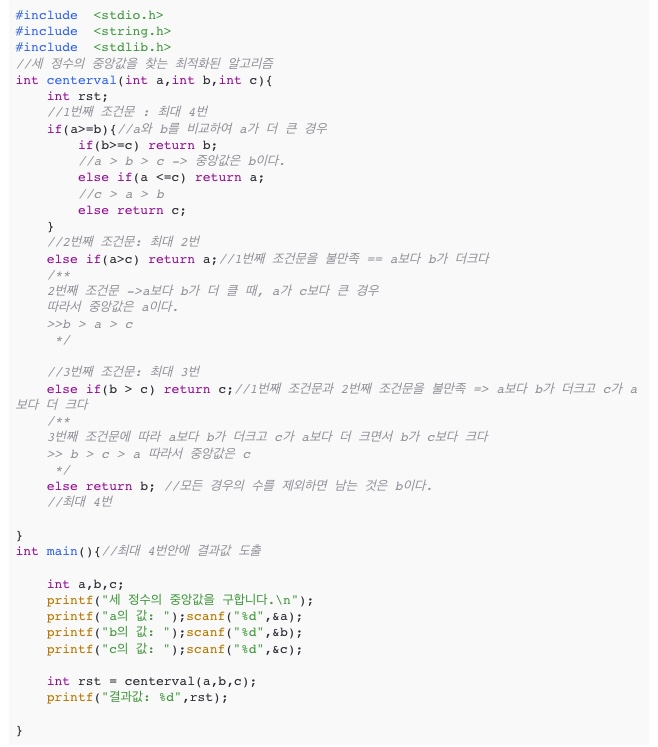 #include  <stdio.h>
#include  <string.h>
#include  <stdlib.h>
//세 정수의 중앙값을 찾는 최적화된 알고리즘
int centerval(int a,int b,int c){
    int rst;
    //1번째 조건문 : 최대 4번
    if(a>=b){//a와 b를 비교하여 a가 더 큰 경우
        if(b>=c) return b;
        //a > b > c -> 중앙값은 b이다.
        else if(a <=c) return a;
        //c > a > b
        else return c;
    }
    //2번째 조건문: 최대 2번
    else if(a>c) return a;//1번째 조건문을 불만족 == a보다 b가 더크다
    /**
    2번째 조건문 ->a보다 b가 더 클 때, a가 c보다 큰 경우
    따라서 중앙값은 a이다.
    >>b > a > c
     */

    //3번째 조건문: 최대 3번
    else if(b > c) return c;//1번째 조건문과 2번째 조건문을 불만족 => a보다 b가 더크고 c가 a
보다 더 크다
    /**
    3번째 조건문에 따라 a보다 b가 더크고 c가 a보다 더 크면서 b가 c보다 크다
    >> b > c > a 따라서 중앙값은 c
     */
    else return b; //모든 경우의 수를 제외하면 남는 것은 b이다.
    //최대 4번

}
int main(){//최대 4번안에 결과값 도출

    int a,b,c;
    printf("세 정수의 중앙값을 구합니다.\n");
    printf("a의 값: ");scanf("%d",&a);
    printf("b의 값: ");scanf("%d",&b);
    printf("c의 값: ");scanf("%d",&c);

    int rst = centerval(a,b,c);
    printf("결과값: %d",rst);

}